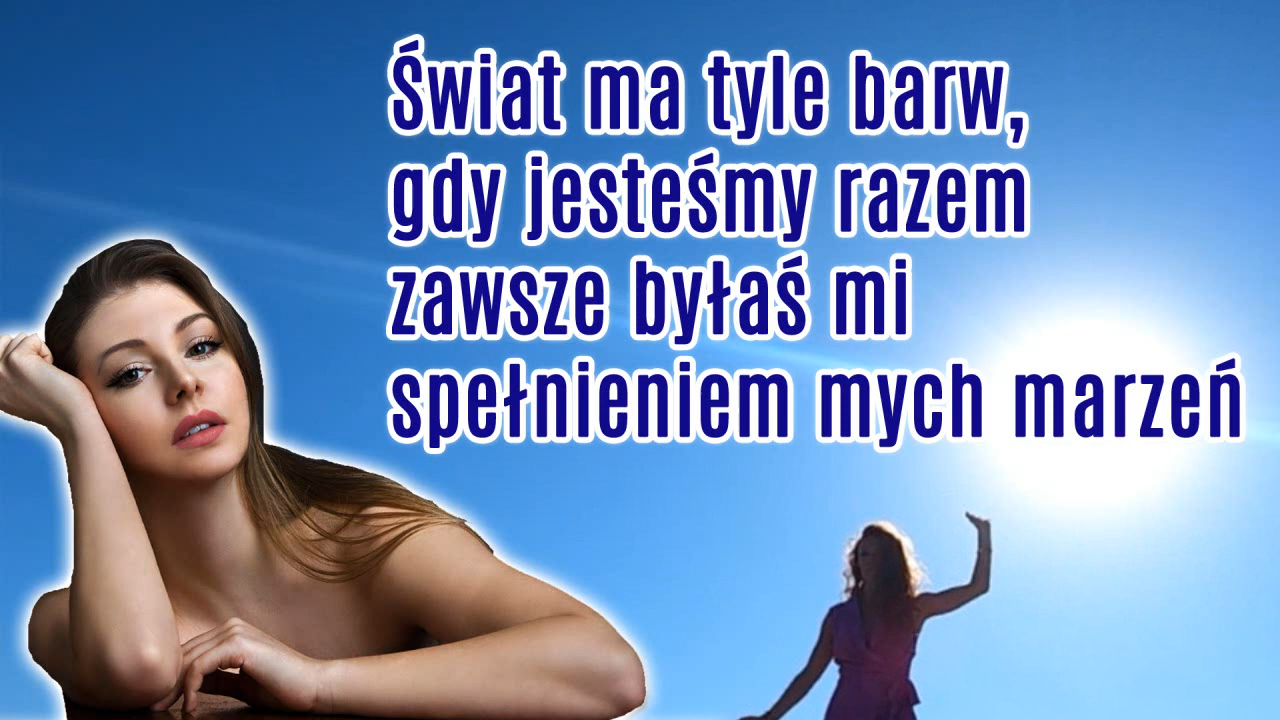 Świat ma tyle barw,
gdy jesteśmy razem
zawsze byłaś mi
spełnieniem mych marzeń